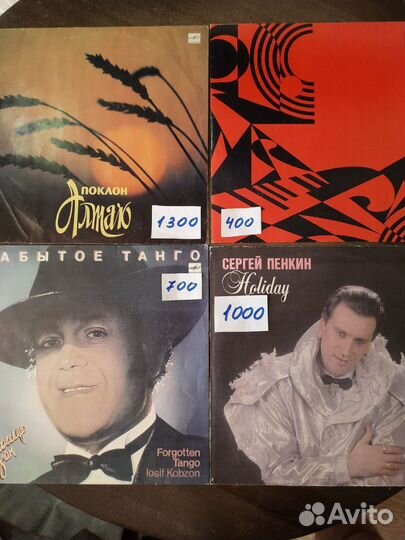 ПОКЛОН
Алтаю
1300
400
АБЫТОЕ ТАНГО
700
Forgotten
Tango
Iosif Kobzon
СЕРГЕЙ ПЕНКИН
Holiday
1000
Avito